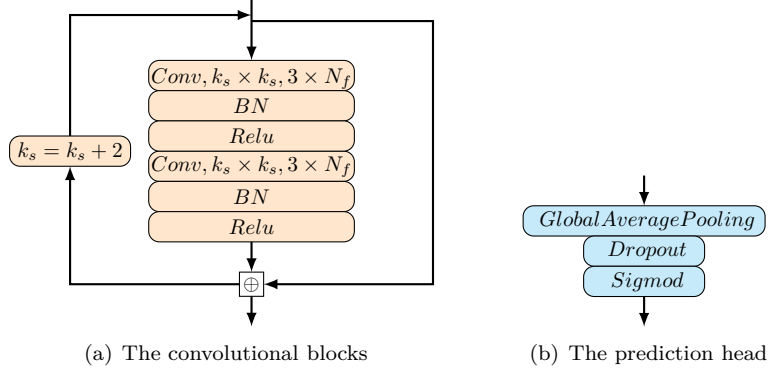 Conv, k_s × k_s, 3 × N_f
BN
Relu
k_s = k_s + 2
Conv, k_s × k_s, 3 × N_f
BN
Relu
⊕
(a) The convolutional blocks
GlobalAveragePooling
Dropout
Sigmod
(b) The prediction head